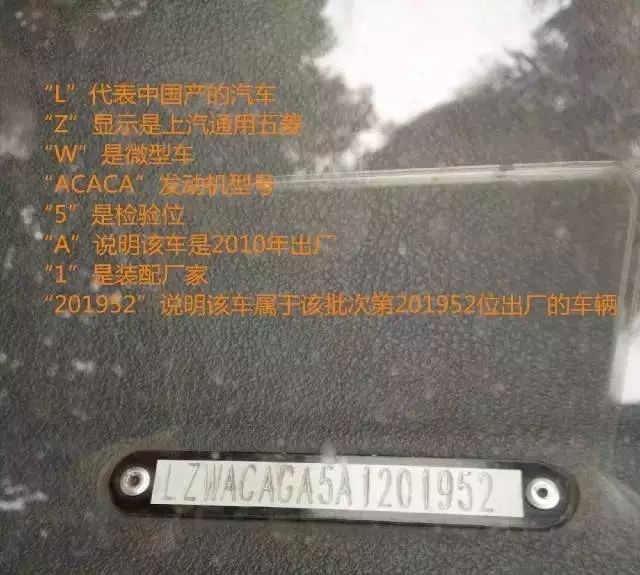 “L”代表中国产的汽车
“Z”显示是上汽通用五菱
“W”是微型车
“ACACA”发动机型号
“5”是检验位
“A”说明该车是2010年出厂
“1”是装配厂家
“201952”说明该车属于该批次第201952位出厂的车辆
LZWACAGA5A1201952